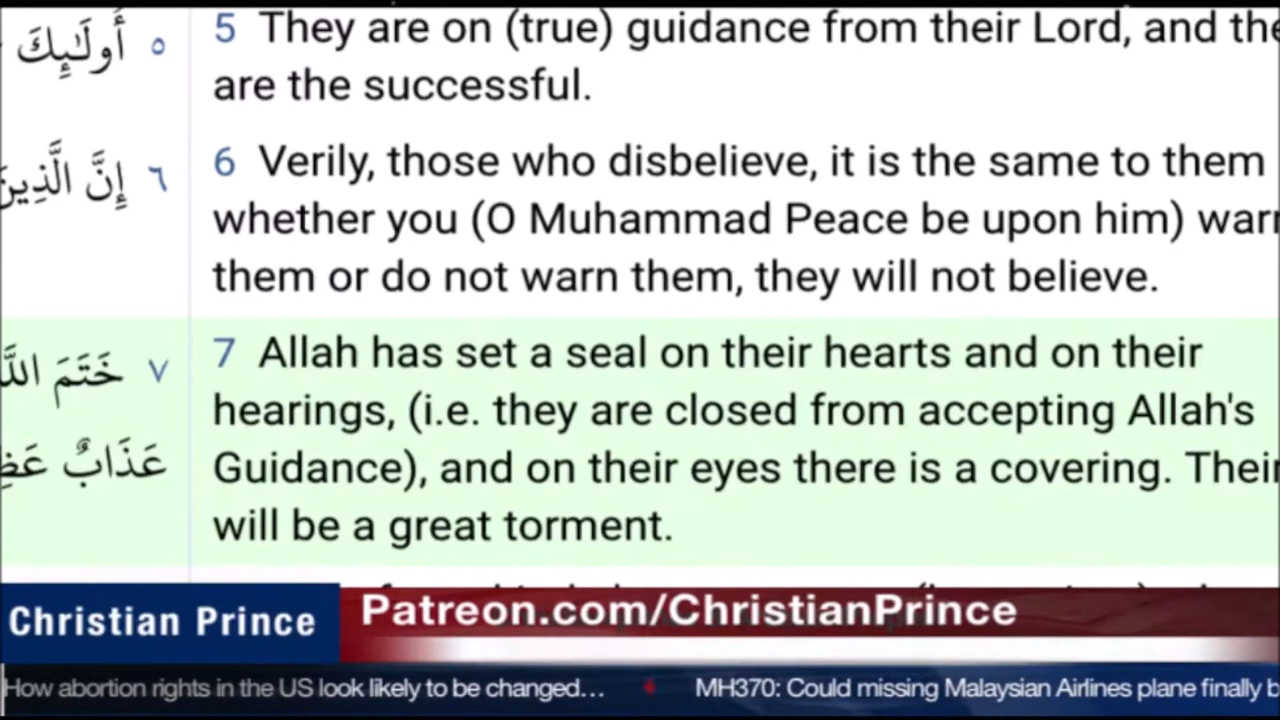 5 They are on (true) guidance from their Lord, and
أُولَٰئِكَ ٥
are the successful.
6 Verily, those who disbelieve, it is the same to them
إِنَّ الَّذِينَ ٦
whether you (O Muhammad Peace be upon him)
them or do not warn them, they will not believe.
7 Allah has set a seal on their hearts and on their
خَتَمَ ٧
hearings, (i.e. they are closed from accepting Allah's
عَذَابٌ
Guidance), and on their eyes there is a covering.
will be a great torment.
Christian Prince
Patreon.com/ChristianPrince
How abortion rights in the US look likely to be changed...
MH370: Could missing Malaysian Airlines plane finally